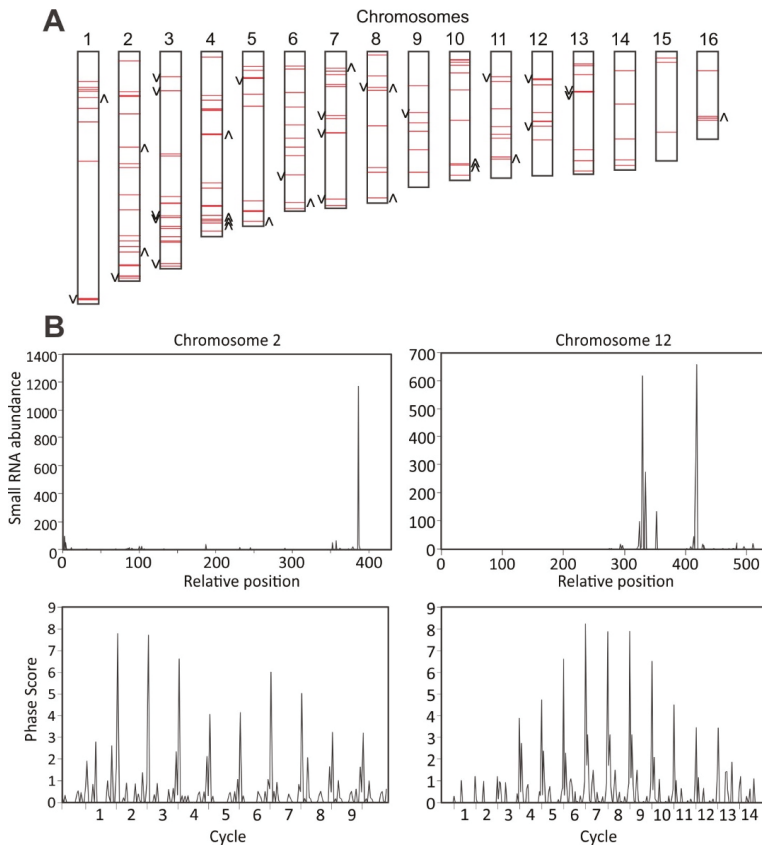 A
Chromosomes
1 2 3 4 5 6 7 8 9 10 11 12 13 14 15 16
B
Chromosome 2
Small RNA abundance
1400
1200
1000
800
600
400
200
0
0 100 200 300 400
Relative position
Chromosome 12
700
600
500
400
300
200
100
0
0 100 200 300 400 500
Relative position
Phase Score
9
8
7
6
5
4
3
2
1
0
1 2 3 4 5 6 7 8 9
Cycle
9
8
7
6
5
4
3
2
1
0
1 2 3 4 5 6 7 8 9 10 11 12 13 14
Cycle